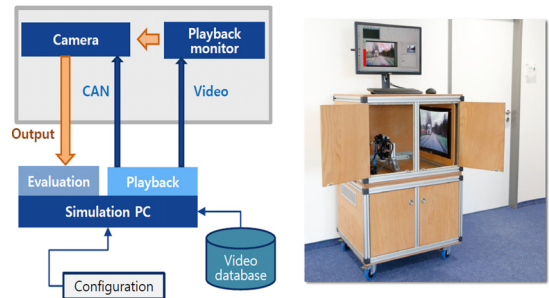 Camera
Playback
monitor
CAN
Video
Output
Evaluation
Playback
Simulation PC
Video
database
Configuration